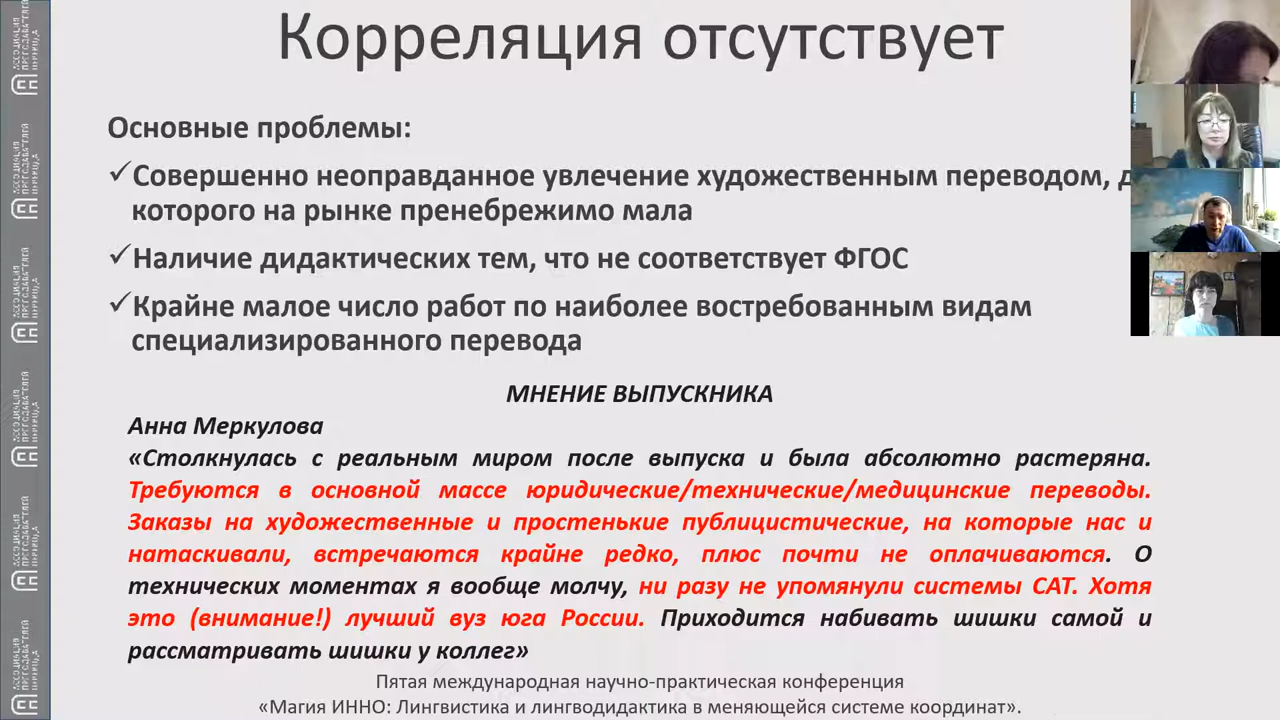 Корреляция отсутствует
Основные проблемы:
Совершенно неоправданное увлечение художественным переводом,
которого на рынке пренебрежимо мала
Наличие дидактических тем, что не соответствует ФГОС
Крайне малое число работ по наиболее востребованным видам
специализированного перевода
МНЕНИЕ ВЫПУСКНИКА
Анна Меркулова
«Столкнулась с реальным миром после выпуска и была абсолютно растеряна.
Требуются в основной массе юридические/технические/медицинские переводы.
Заказы на художественные и простенькие публицистические, на которые нас и
натаскивали, встречаются крайне редко, плюс почти не оплачиваются. О
технических моментах я вообще молчу, ни разу не упомянули системы CAT. Хотя
это (внимание!) лучший вуз юга России. Приходится набивать шишки самой и
рассматривать шишки у коллег»
Пятая международная научно-практическая конференция
«Магия ИННО: Лингвистика и лингводидактика в меняющейся системе координат».